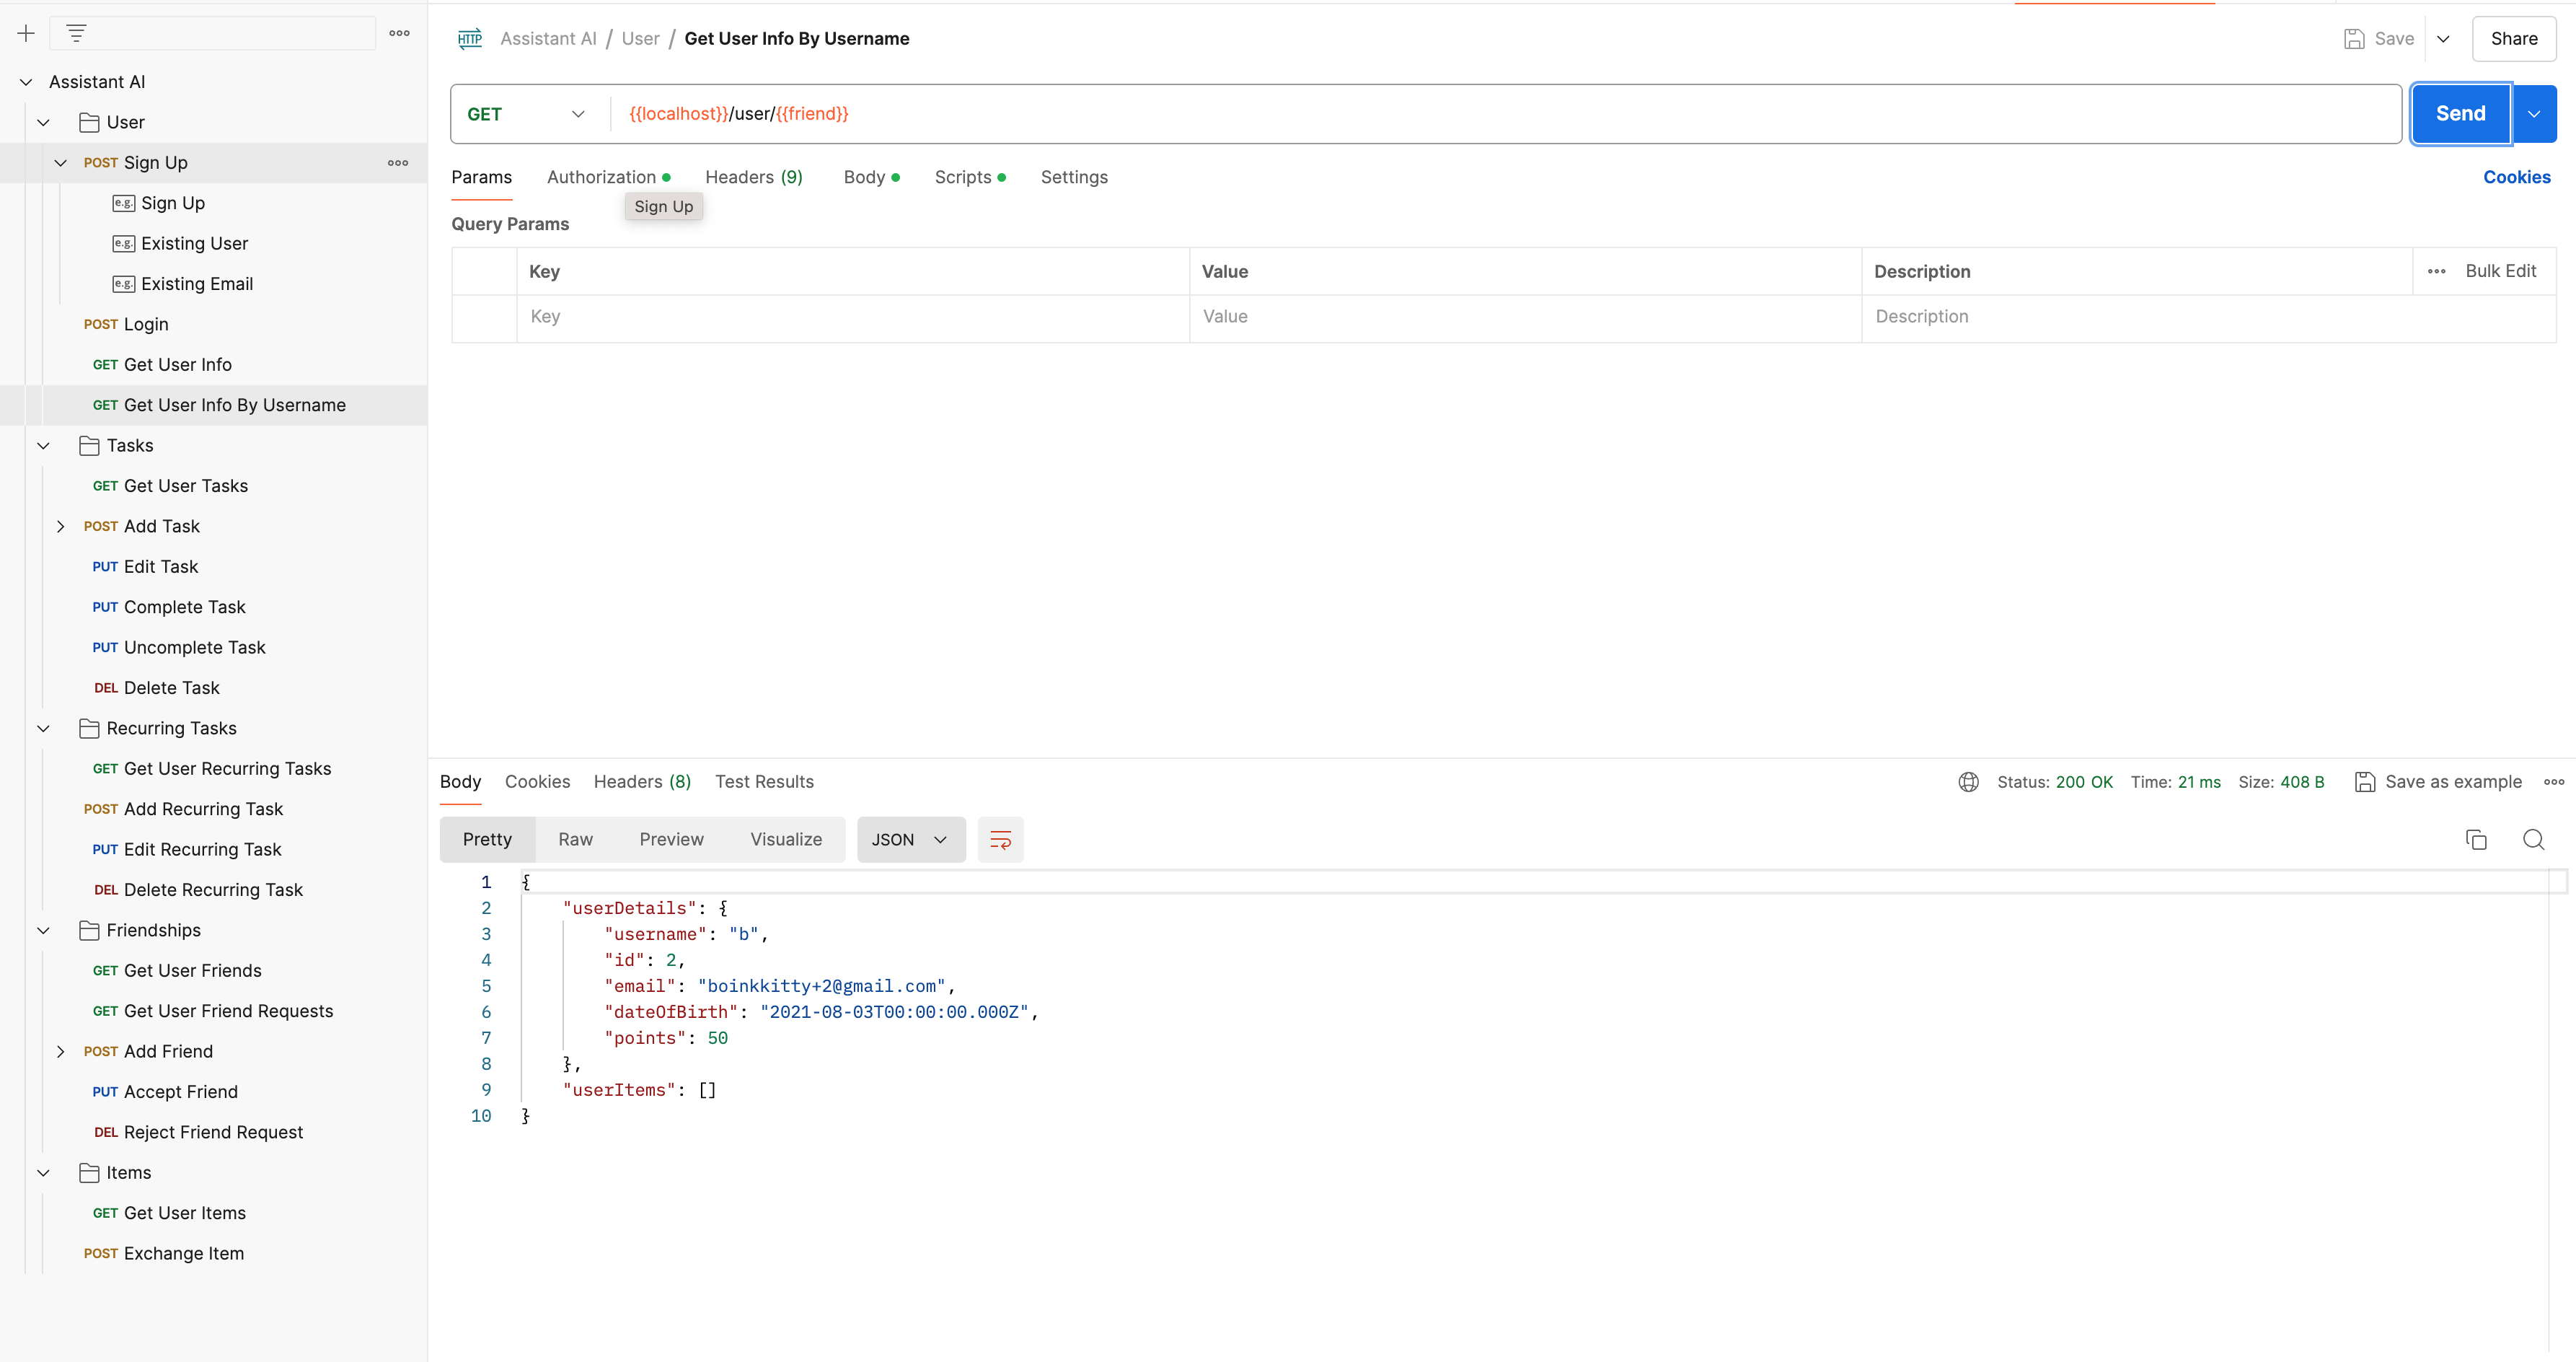 Assistant AI
User
POST Sign Up
e.g. Sign Up
e.g. Existing User
e.g. Existing Email
POST Login
GET Get User Info
GET Get User Info By Username
Tasks
GET Get User Tasks
POST Add Task
PUT Edit Task
PUT Complete Task
PUT Uncomplete Task
DEL Delete Task
Recurring Tasks
GET Get User Recurring Tasks
POST Add Recurring Task
PUT Edit Recurring Task
DEL Delete Recurring Task
Friendships
GET Get User Friends
GET Get User Friend Requests
POST Add Friend
PUT Accept Friend
DEL Reject Friend Request
Items
GET Get User Items
POST Exchange Item
HTTP Assistant AI / User / Get User Info By Username
Save Share
GET {{localhost}}/user/{{friend}} Send
Params Authorization Headers (9) Body Scripts Settings Cookies
Sign Up
Query Params
Key Value Description Bulk Edit
Key Value Description
Body Cookies Headers (8) Test Results Status: 200 OK Time: 21 ms Size: 408 B Save as example
Pretty Raw Preview Visualize JSON
1 {
2 "userDetails": {
3 "username": "b",
4 "id": 2,
5 "email": "boinkkitty+2@gmail.com",
6 "dateOfBirth": "2021-08-03T00:00:00.000Z",
7 "points": 50
8 },
9 "userItems": []
10 }